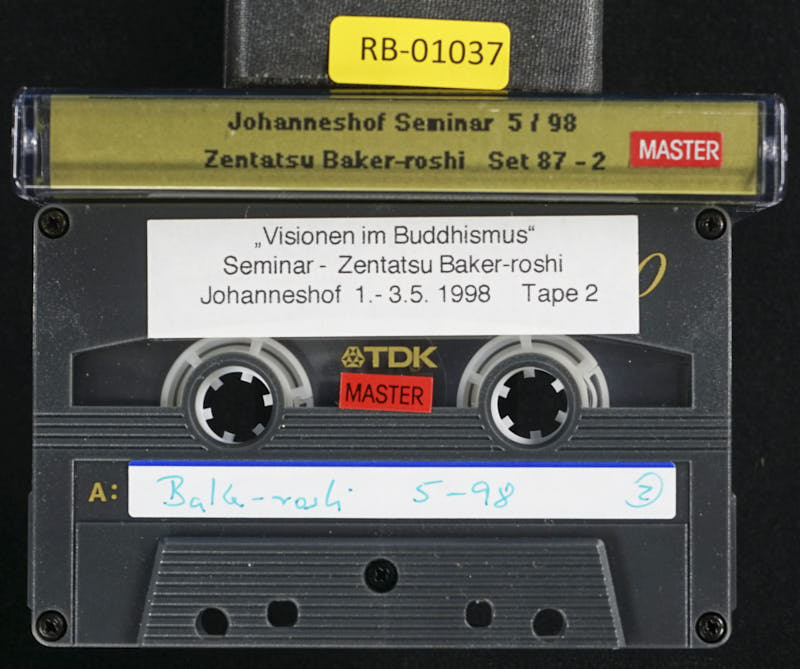 RB-01037
Johanneshof Seminar 5 / 98
Zentatsu Baker-roshi Set 87 - 2
MASTER
„Visionen im Buddhismus“
Seminar - Zentatsu Baker-roshi
Johanneshof 1.- 3.5. 1998 Tape 2
0
TDK
MASTER
A: Baker-roshi 5-98 2